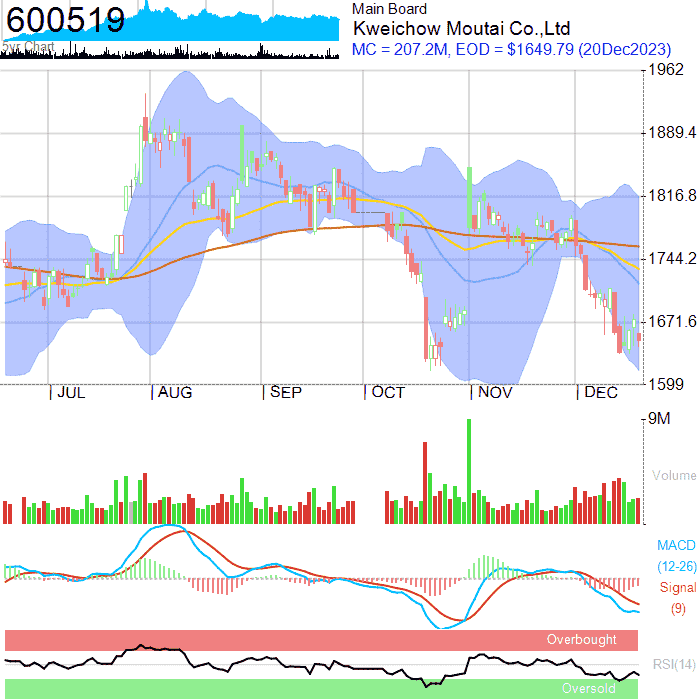 600519
5yr Chart
Main Board
Kweichow Moutai Co.,Ltd
MC = 207.2M, EOD = $1649.79 (20Dec2023)
1962
1889.4
1816.8
1744.2
1671.6
1599
JUL AUG SEP OCT NOV DEC
9M
Volume
MACD
(12-26)
Signal
(9)
Overbought
RSI(14)
Oversold